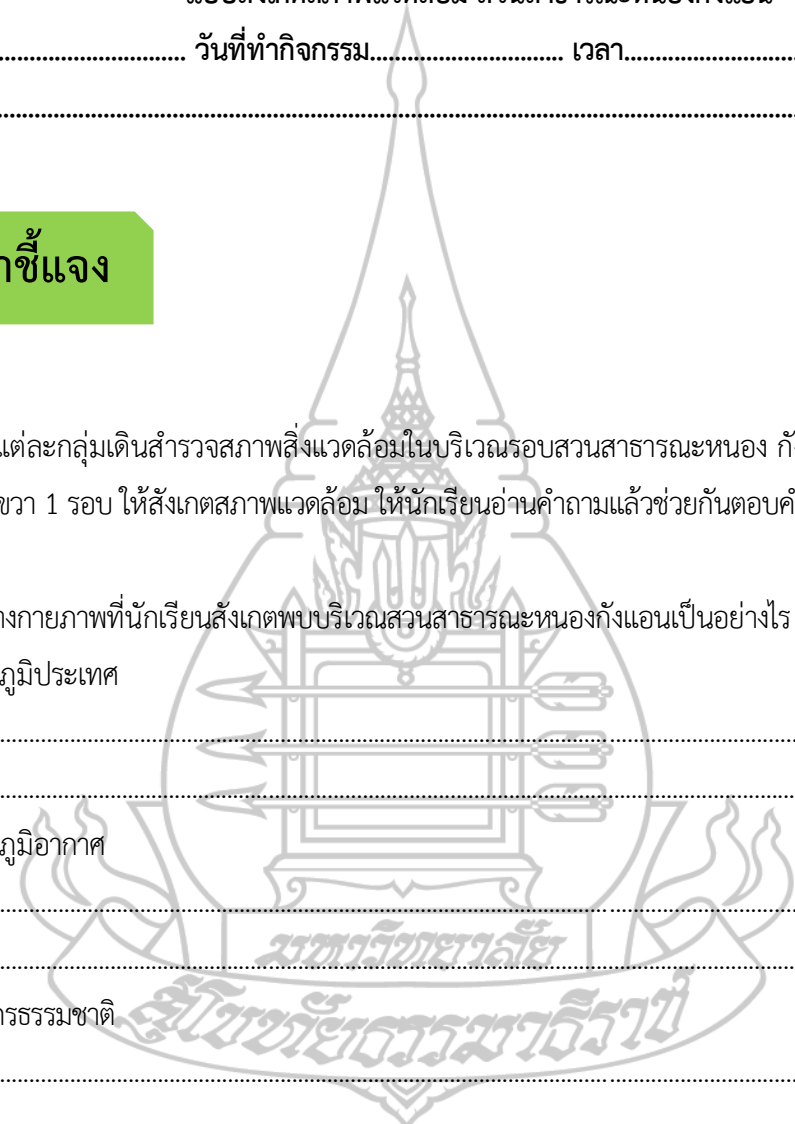 ............................... วันที่ทำกิจกรรม............................... เวลา............................
ชี้แจง
แต่ละกลุ่มเดินสำรวจสภาพสิ่งแวดล้อมในบริเวณรอบสวนสาธารณะหนอง กั
ขวา 1 รอบ ให้สังเกตสภาพแวดล้อม ให้นักเรียนอ่านคำถามแล้วช่วยกันตอบคำ
างกายภาพที่นักเรียนสังเกตพบบริเวณสวนสาธารณะหนองกังแอนเป็นอย่างไร
ภูมิประเทศ
ภูมิอากาศ
มหาวิทยาลัย
กรธรรมชาติ
สุโขทัยธรรมาธิราช